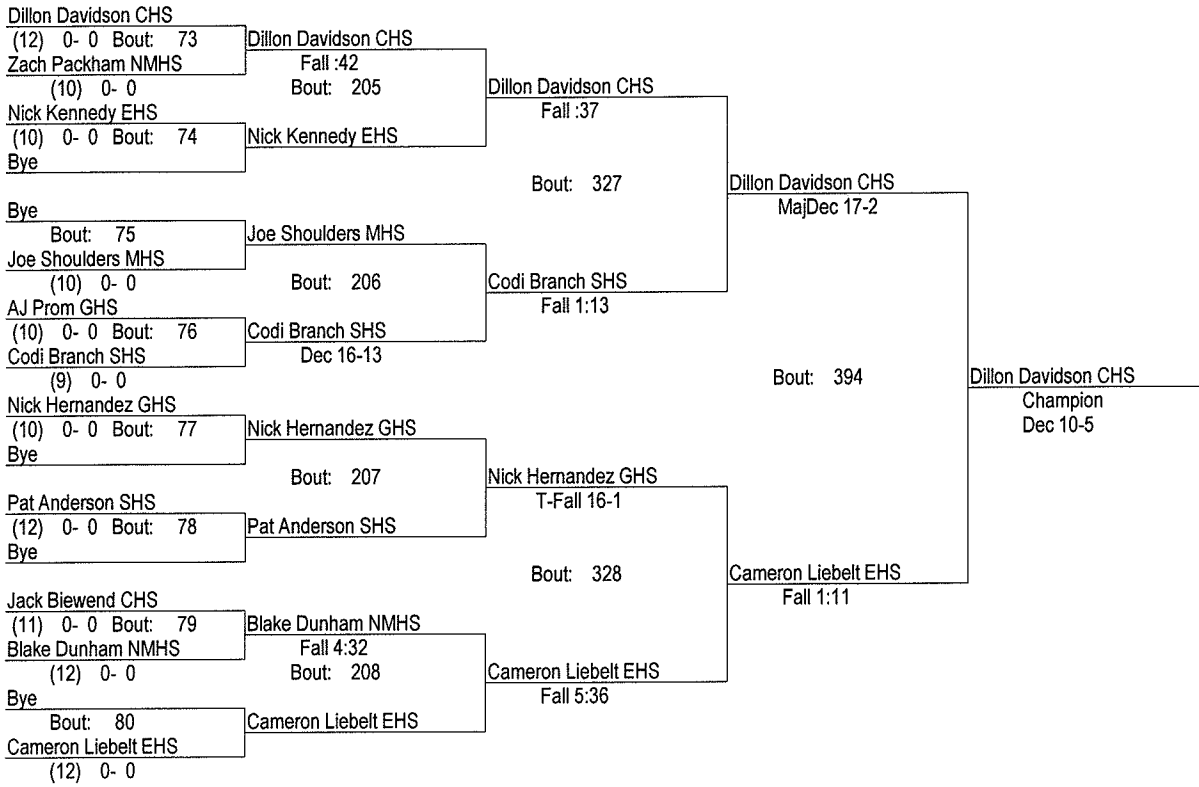 Dillon Davidson CHS
(12) 0- 0 Bout: 73
Zach Packham NMHS
(10) 0- 0
Nick Kennedy EHS
(10) 0- 0 Bout: 74
Bye
Bye
Bout: 75
Joe Shoulders MHS
(10) 0- 0
AJ Prom GHS
(10) 0- 0 Bout: 76
Codi Branch SHS
(9) 0- 0
Nick Hernandez GHS
(10) 0- 0 Bout: 77
Bye
Pat Anderson SHS
(12) 0- 0 Bout: 78
Bye
Jack Biewend CHS
(11) 0- 0 Bout: 79
Blake Dunham NMHS
(12) 0- 0
Bye
Bout: 80
Cameron Liebelt EHS
(12) 0- 0
Dillon Davidson CHS
Fall :42
Bout: 205
Nick Kennedy EHS
Joe Shoulders MHS
Bout: 206
Codi Branch SHS
Dec 16-13
Nick Hernandez GHS
Bout: 207
Pat Anderson SHS
Blake Dunham NMHS
Fall 4:32
Bout: 208
Cameron Liebelt EHS
Dillon Davidson CHS
Fall :37
Bout: 327
Codi Branch SHS
Fall 1:13
Nick Hernandez GHS
T-Fall 16-1
Bout: 328
Cameron Liebelt EHS
Fall 5:36
Dillon Davidson CHS
MajDec 17-2
Bout: 394
Cameron Liebelt EHS
Fall 1:11
Dillon Davidson CHS
Champion
Dec 10-5